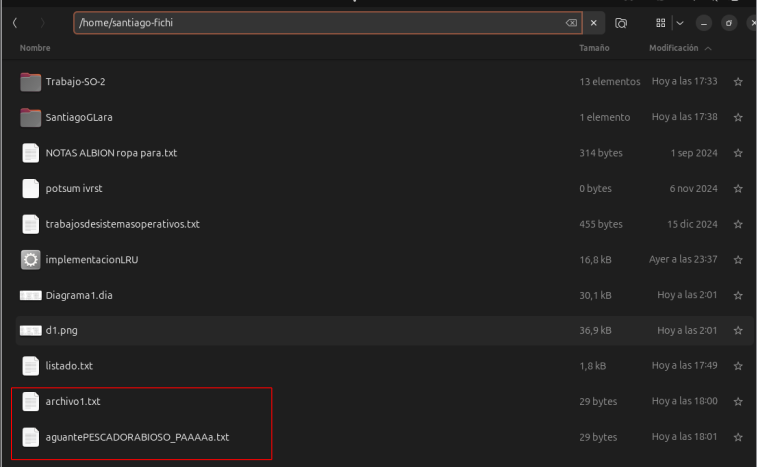 /home/santiago-fichi
Nombre Tamaño Modificación
Trabajo-SO-2 13 elementos Hoy a las 17:33
SantiagoGLara 1 elemento Hoy a las 17:38
NOTAS ALBION ropa para.txt 314 bytes 1 sep 2024
potsum ivrst 0 bytes 6 nov 2024
trabajosdesistemasoperativos.txt 455 bytes 15 dic 2024
implementacionLRU 16,8 kB Ayer a las 23:37
Diagrama1.dia 30,1 kB Hoy a las 2:01
d1.png 36,9 kB Hoy a las 2:01
listado.txt 1,8 kB Hoy a las 17:49
archivo1.txt 29 bytes Hoy a las 18:00
aguantePESCADORABIOSO_PAAAAa.txt 29 bytes Hoy a las 18:01